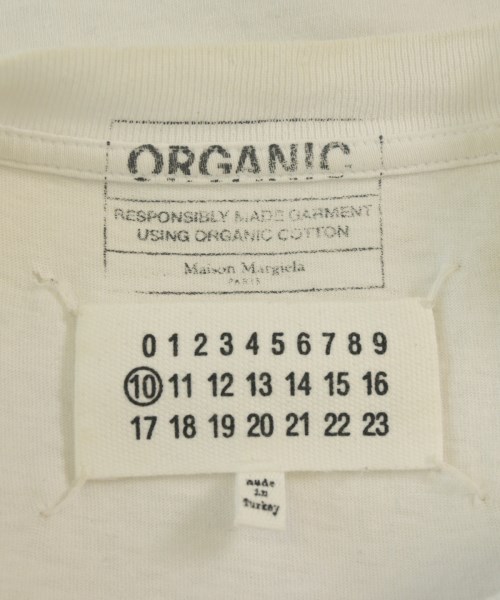 ORGANIC
RESPONSIBLY MADE GARMENT
USING ORGANIC COTTON
Maison Margiela
PARIS
0 1 2 3 4 5 6 7 8 9
10 11 12 13 14 15 16
17 18 19 20 21 22 23
made
in
Turkey